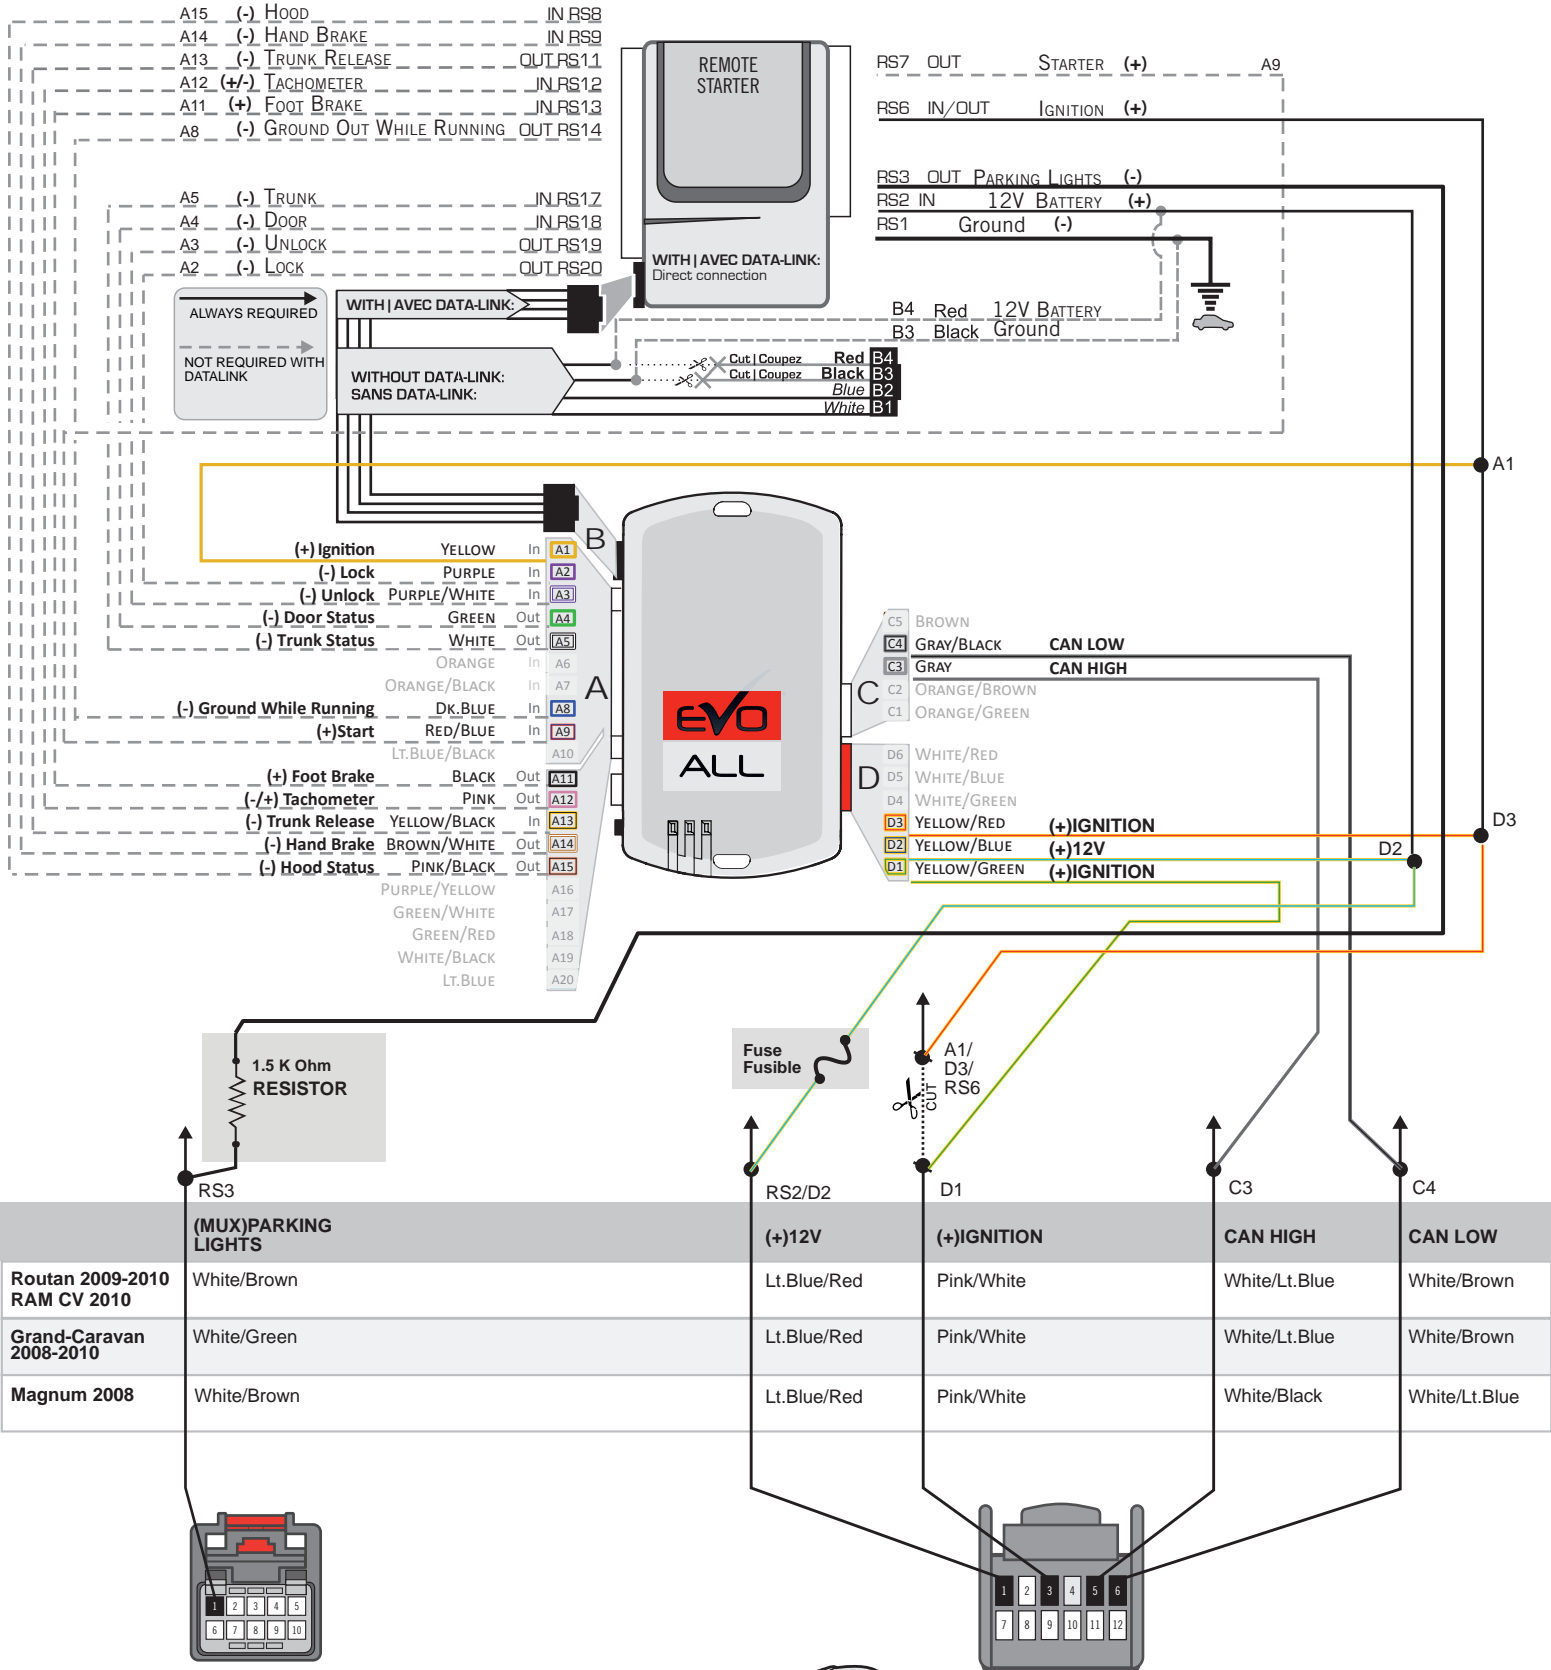 A15 (-) HOOD IN RS8
A14 (-) HAND BRAKE IN RS9
A13 (-) TRUNK RELEASE OUT RS11
A12 (+/-) TACHOMETER IN RS12
A11 (+) FOOT BRAKE IN RS13
A8 (-) GROUND OUT WHILE RUNNING OUT RS14
A5 (-) TRUNK IN RS17
A4 (-) DOOR IN RS18
A3 (-) UNLOCK OUT RS19
A2 (-) LOCK OUT RS20
REMOTE
STARTER
WITH | AVEC DATA-LINK:
Direct connection
RS7 OUT STARTER (+) A9
RS6 IN/OUT IGNITION (+)
RS3 OUT PARKING LIGHTS (-)
RS2 IN 12V BATTERY (+)
RS1 Ground (-)
ALWAYS REQUIRED
NOT REQUIRED WITH
DATALINK
WITH | AVEC DATA-LINK:
WITHOUT DATA-LINK:
SANS DATA-LINK:
B4 Red 12V BATTERY
B3 Black Ground
Cut | Coupez Red B4
Cut | Coupez Black B3
Blue B2
White B1
A1
B
(+) Ignition YELLOW In A1
(-) Lock PURPLE In A2
(-) Unlock PURPLE/WHITE In A3
(-) Door Status GREEN Out A4
(-) Trunk Status WHITE Out A5
ORANGE In A6
ORANGE/BLACK In A7
(-) Ground While Running DK.BLUE In A8
(+)Start RED/BLUE In A9
LT.BLUE/BLACK A10
(+) Foot Brake BLACK Out A11
(-/+) Tachometer PINK Out A12
(-) Trunk Release YELLOW/BLACK In A13
(-) Hand Brake BROWN/WHITE Out A14
(-) Hood Status PINK/BLACK Out A15
PURPLE/YELLOW A16
GREEN/WHITE A17
GREEN/RED A18
WHITE/BLACK A19
LT.BLUE A20
A
EVO
ALL
C
C5 BROWN
C4 GRAY/BLACK CAN LOW
C3 GRAY CAN HIGH
C2 ORANGE/BROWN
C1 ORANGE/GREEN
D
D6 WHITE/RED
D5 WHITE/BLUE
D4 WHITE/GREEN
D3 YELLOW/RED (+)IGNITION D3
D2 YELLOW/BLUE (+)12V D2
D1 YELLOW/GREEN (+)IGNITION
1.5 K Ohm
RESISTOR
Fuse
Fusible
A1/
D3/
RS6
CUT
RS3 RS2/D2 D1 C3 C4
(MUX)PARKING
LIGHTS
(+)12V (+)IGNITION CAN HIGH CAN LOW
Routan 2009-2010
RAM CV 2010
White/Brown Lt.Blue/Red Pink/White White/Lt.Blue White/Brown
Grand-Caravan
2008-2010
White/Green Lt.Blue/Red Pink/White White/Lt.Blue White/Brown
Magnum 2008 White/Brown Lt.Blue/Red Pink/White White/Black White/Lt.Blue
1 2 3 4 5
6 7 8 9 10
1 2 3 4 5 6
7 8 9 10 11 12